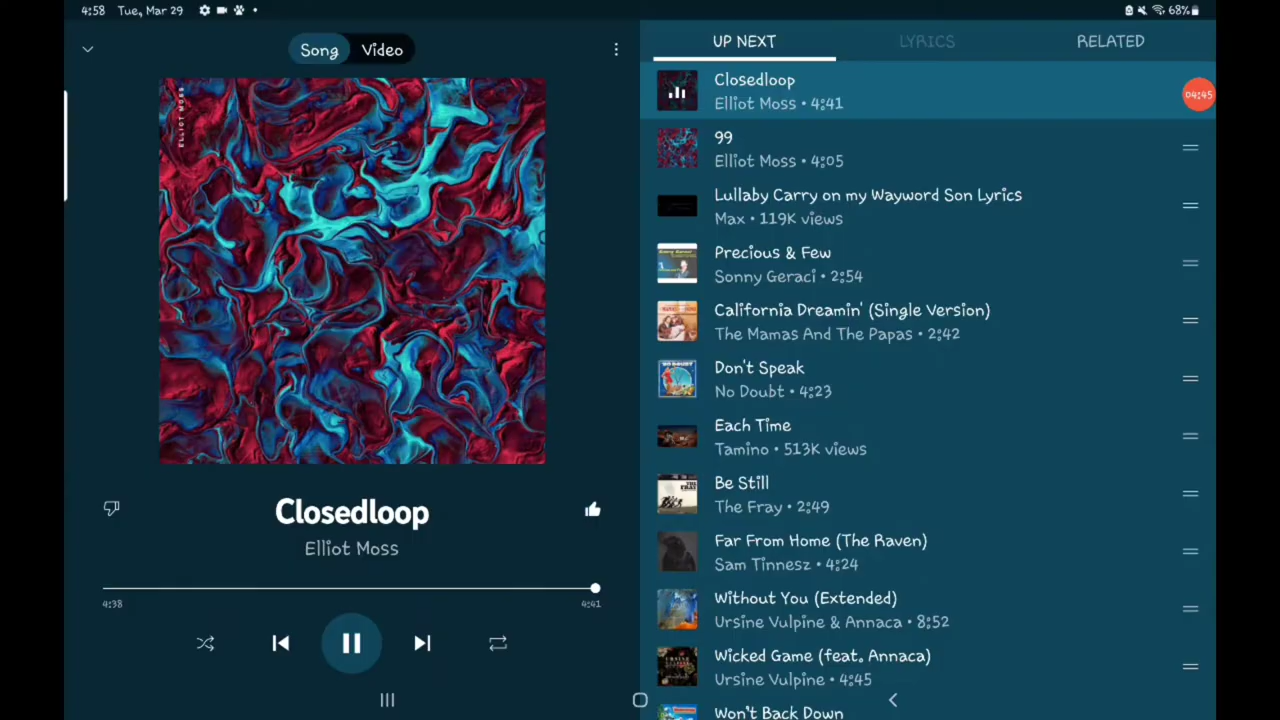 4:58 Tue, Mar 29
68%
Song Video
ELLIOT MOSS
Closedloop
Elliot Moss
4:38
4:41
UP NEXT
LYRICS
RELATED
Closedloop
Elliot Moss • 4:41
04:45
99
Elliot Moss • 4:05
Lullaby Carry on my Wayword Son Lyrics
Max • 119K views
Precious & Few
Sonny Geraci • 2:54
California Dreamin' (Single Version)
The Mamas And The Papas • 2:42
Don't Speak
No Doubt • 4:23
Each Time
Tamino • 513K views
Be Still
The Fray • 2:49
Far From Home (The Raven)
Sam Tinnesz • 4:24
Without You (Extended)
Ursine Vulpine & Annaca • 8:52
Wicked Game (feat. Annaca)
Ursine Vulpine • 4:45
Won't Back Down